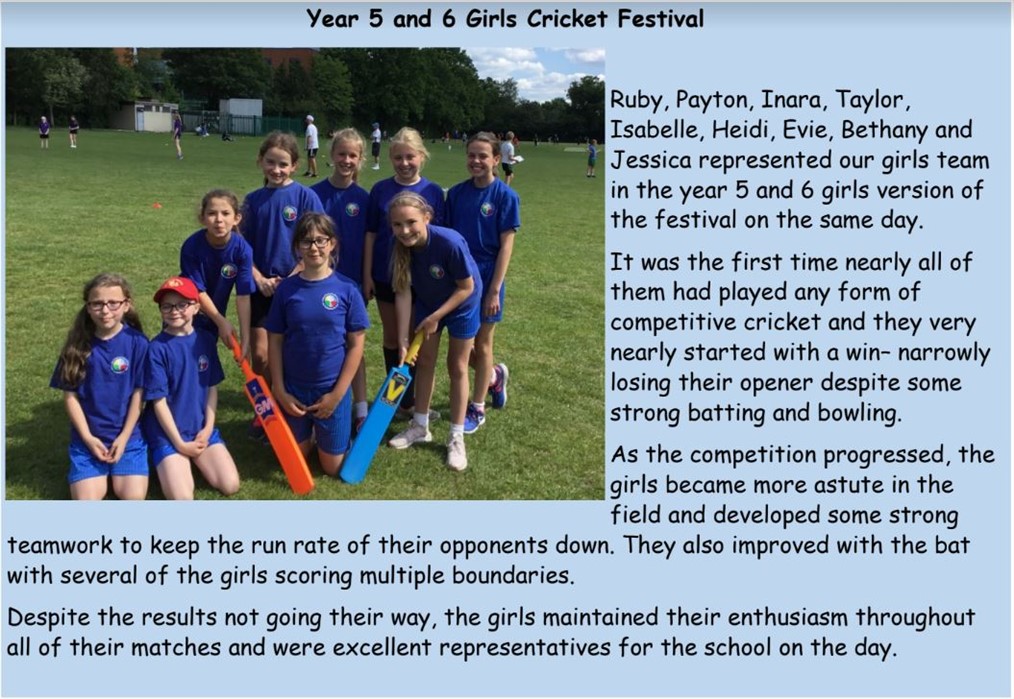 Year 5 and 6 Girls Cricket Festival
Ruby, Payton, Inara, Taylor,
Isabelle, Heidi, Evie, Bethany and
Jessica represented our girls team
in the year 5 and 6 girls version of
the festival on the same day.
It was the first time nearly all of
them had played any form of
competitive cricket and they very
nearly started with a win– narrowly
losing their opener despite some
strong batting and bowling.
As the competition progressed, the
girls became more astute in the
field and developed some strong
teamwork to keep the run rate of their opponents down. They also improved with the bat
with several of the girls scoring multiple boundaries.
Despite the results not going their way, the girls maintained their enthusiasm throughout
all of their matches and were excellent representatives for the school on the day.
GM
V